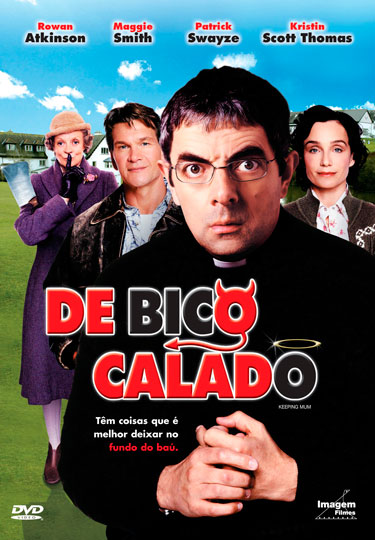 Rowan Maggie Patrick Kristin
Atkinson Smith Swayze Scott Thomas
DE BICO
CALADO
KEEPING MUM
Têm coisas que é
melhor deixar no
fundo do baú.
DVD
VIDEO
Imagem
Filmes